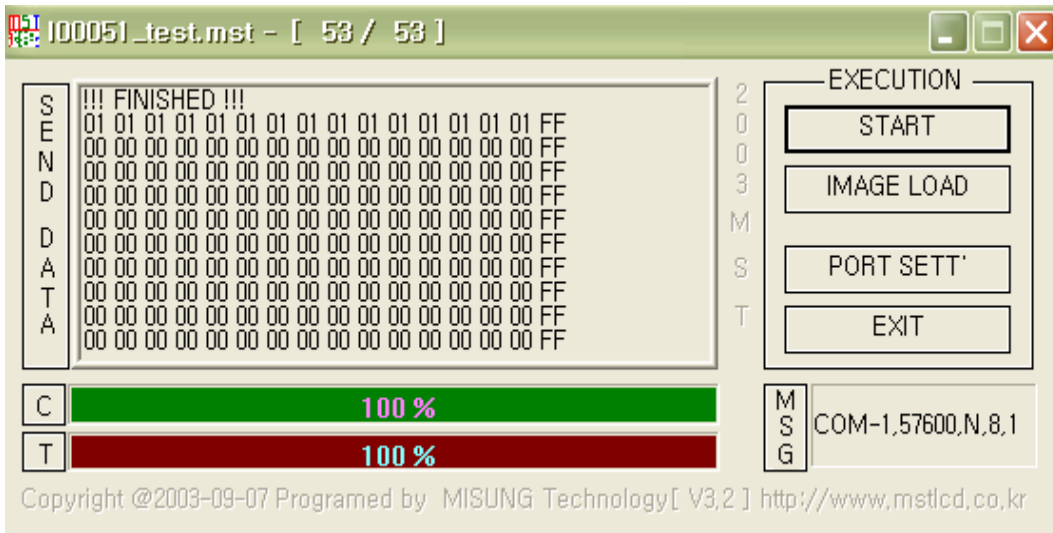 I00051_test.mst - [ 53 / 53 ]
SEND DATA
!!! FINISHED !!!
01 01 01 01 01 01 01 01 01 01 01 01 01 01 01 FF
00 00 00 00 00 00 00 00 00 00 00 00 00 00 00 FF
00 00 00 00 00 00 00 00 00 00 00 00 00 00 00 FF
00 00 00 00 00 00 00 00 00 00 00 00 00 00 00 FF
00 00 00 00 00 00 00 00 00 00 00 00 00 00 00 FF
00 00 00 00 00 00 00 00 00 00 00 00 00 00 00 FF
00 00 00 00 00 00 00 00 00 00 00 00 00 00 00 FF
00 00 00 00 00 00 00 00 00 00 00 00 00 00 00 FF
00 00 00 00 00 00 00 00 00 00 00 00 00 00 00 FF
00 00 00 00 00 00 00 00 00 00 00 00 00 00 00 FF
2003 MST
EXECUTION
START
IMAGE LOAD
PORT SETT'
EXIT
C
100 %
T
100 %
MSG
COM-1,57600,N,8,1
Copyright @2003-09-07 Programed by MISUNG Technology[ V3,2 ] http://www,mstlcd,co,kr